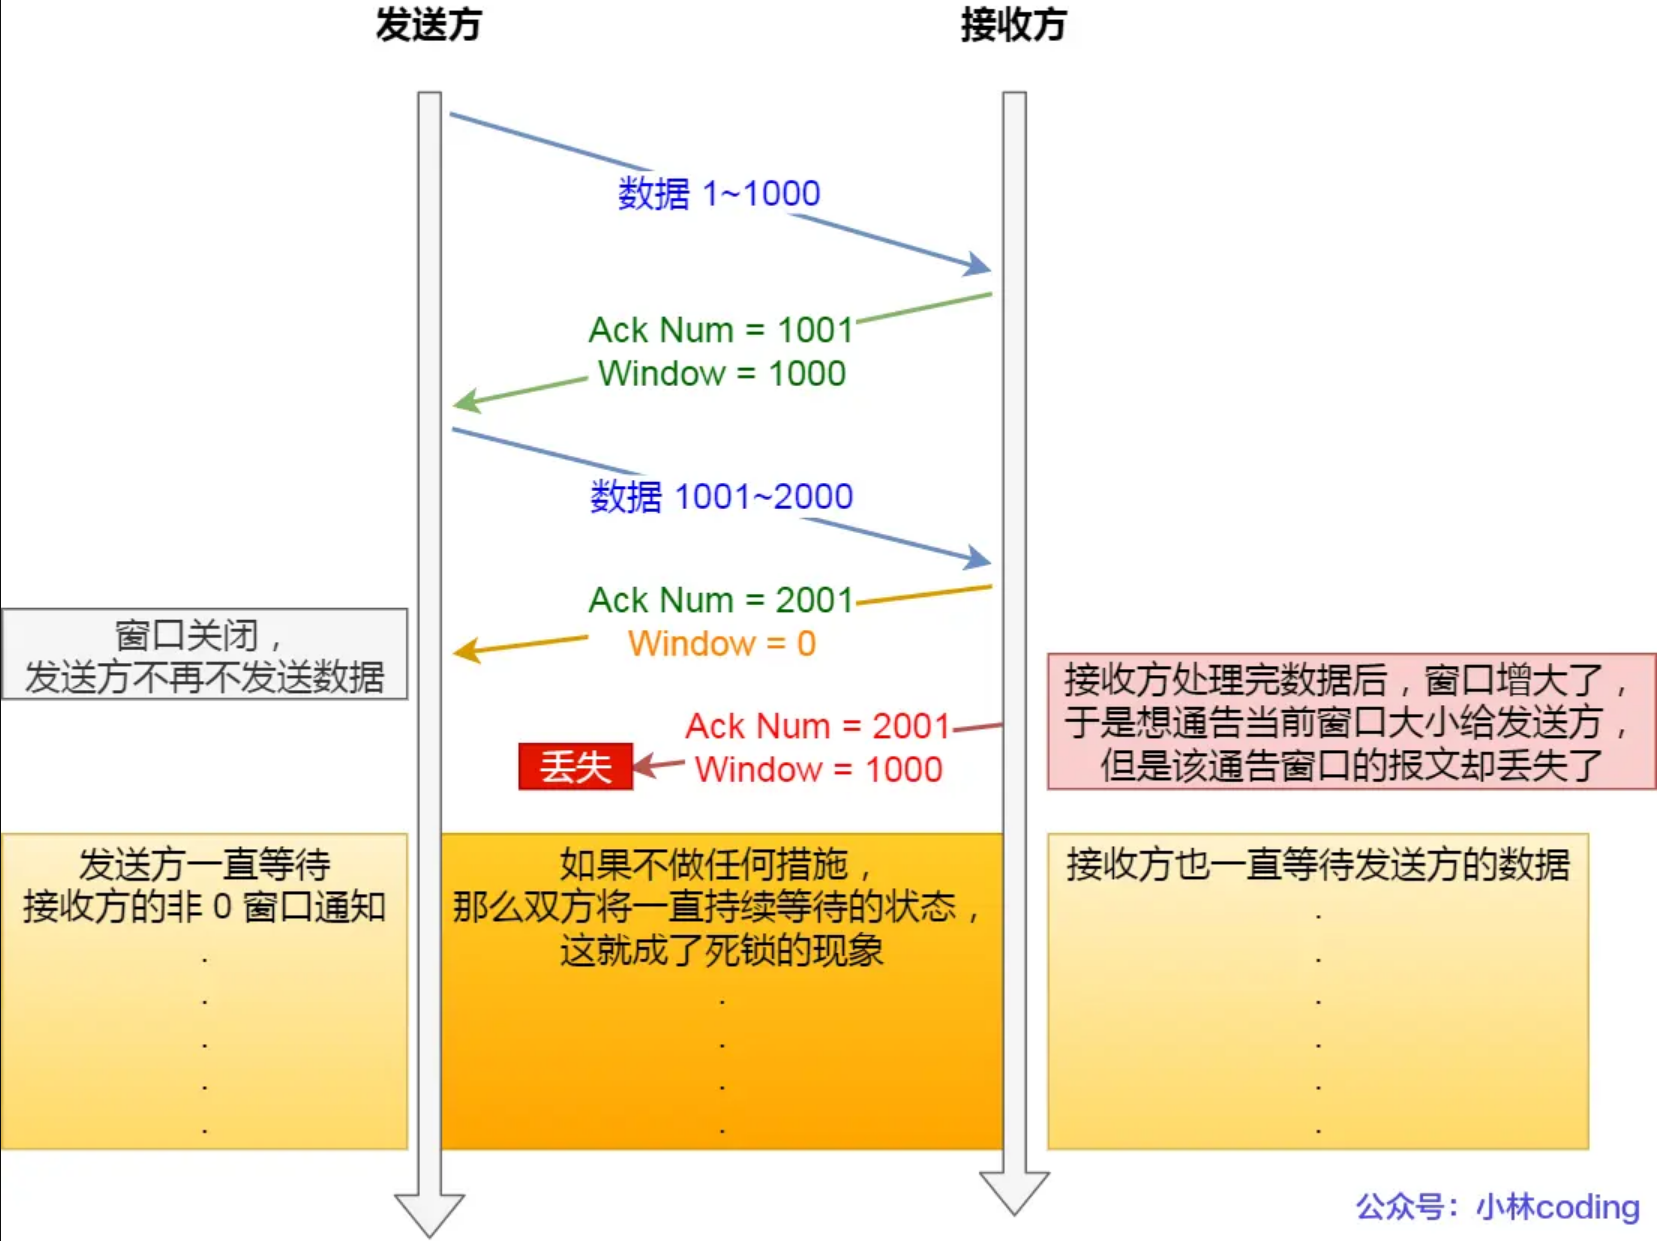 发送方
接收方
数据 1~1000
Ack Num = 1001
Window = 1000
数据 1001~2000
Ack Num = 2001
Window = 0
窗口关闭，
发送方不再不发送数据
Ack Num = 2001
Window = 1000
丢失
接收方处理完数据后，窗口增大了，
于是想通告当前窗口大小给发送方，
但是该通告窗口的报文却丢失了
发送方一直等待
接收方的非 0 窗口通知
.
.
.
.
.
如果不做任何措施，
那么双方将一直持续等待的状态，
这就成了死锁的现象
.
.
.
.
接收方也一直等待发送方的数据
.
.
.
.
.
.
公众号：小林coding